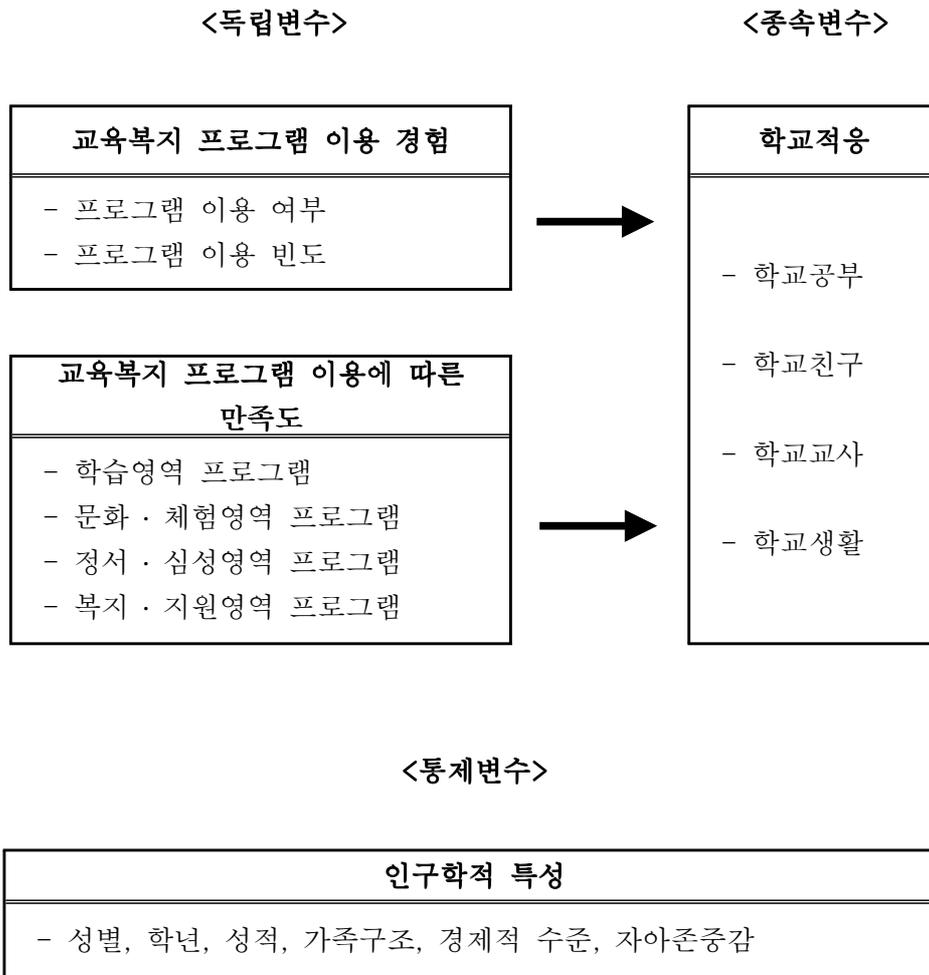 <독립변수>
<종속변수>
교육복지 프로그램 이용 경험
- 프로그램 이용 여부
- 프로그램 이용 빈도
교육복지 프로그램 이용에 따른
만족도
- 학습영역 프로그램
- 문화 · 체험영역 프로그램
- 정서 · 심성영역 프로그램
- 복지 · 지원영역 프로그램
학교적응
- 학교공부
- 학교친구
- 학교교사
- 학교생활
<통제변수>
인구학적 특성
- 성별, 학년, 성적, 가족구조, 경제적 수준, 자아존중감